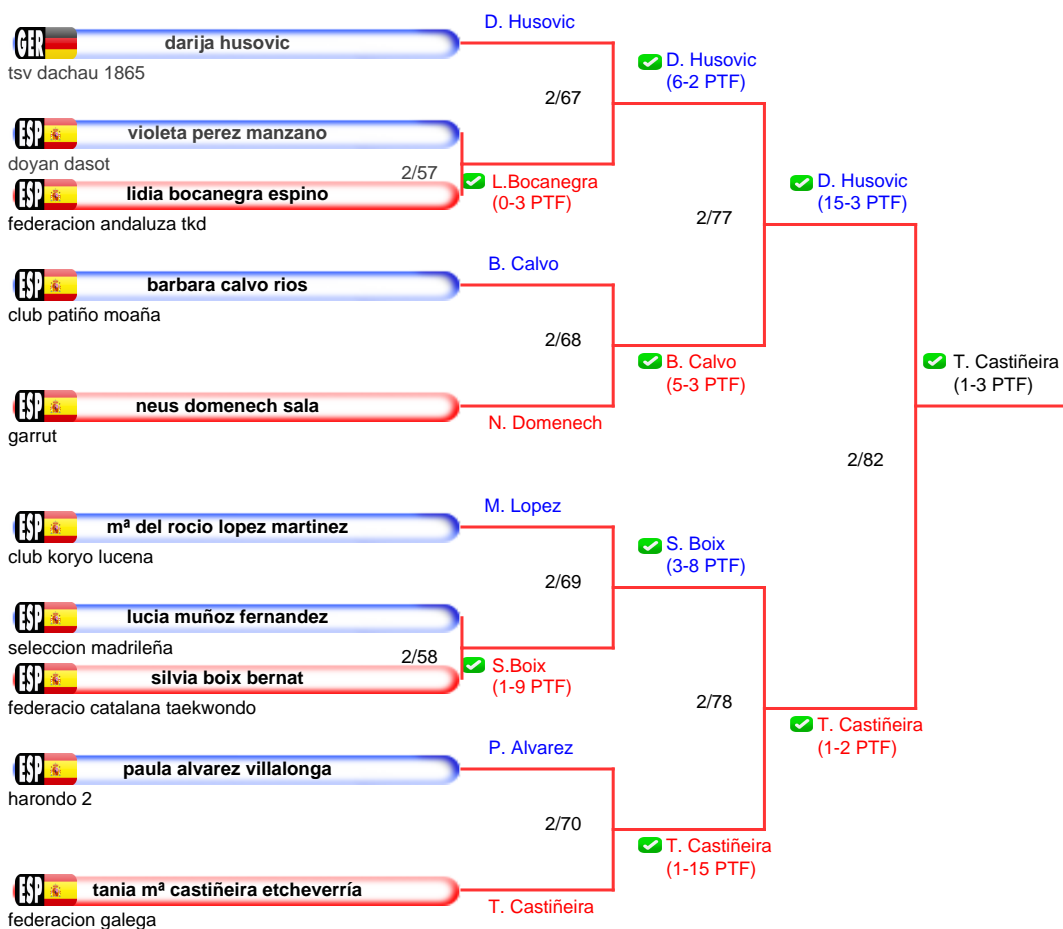 D. Husovic
GER darija husovic
tsv dachau 1865
D. Husovic
(6-2 PTF)
2/67
ESP violeta perez manzano
doyan dasot
2/57
L.Bocanegra
(0-3 PTF)
ESP lidia bocanegra espino
federacion andaluza tkd
D. Husovic
(15-3 PTF)
2/77
B. Calvo
ESP barbara calvo rios
club patiño moaña
2/68
B. Calvo
(5-3 PTF)
T. Castiñeira
(1-3 PTF)
ESP neus domenech sala
N. Domenech
garrut
2/82
M. Lopez
ESP mª del rocio lopez martinez
club koryo lucena
S. Boix
(3-8 PTF)
2/69
ESP lucia muñoz fernandez
seleccion madrileña
2/58
S.Boix
(1-9 PTF)
ESP silvia boix bernat
federacio catalana taekwondo
2/78
T. Castiñeira
(1-2 PTF)
P. Alvarez
ESP paula alvarez villalonga
harondo 2
2/70
T. Castiñeira
(1-15 PTF)
ESP tania mª castiñeira etcheverría
T. Castiñeira
federacion galega